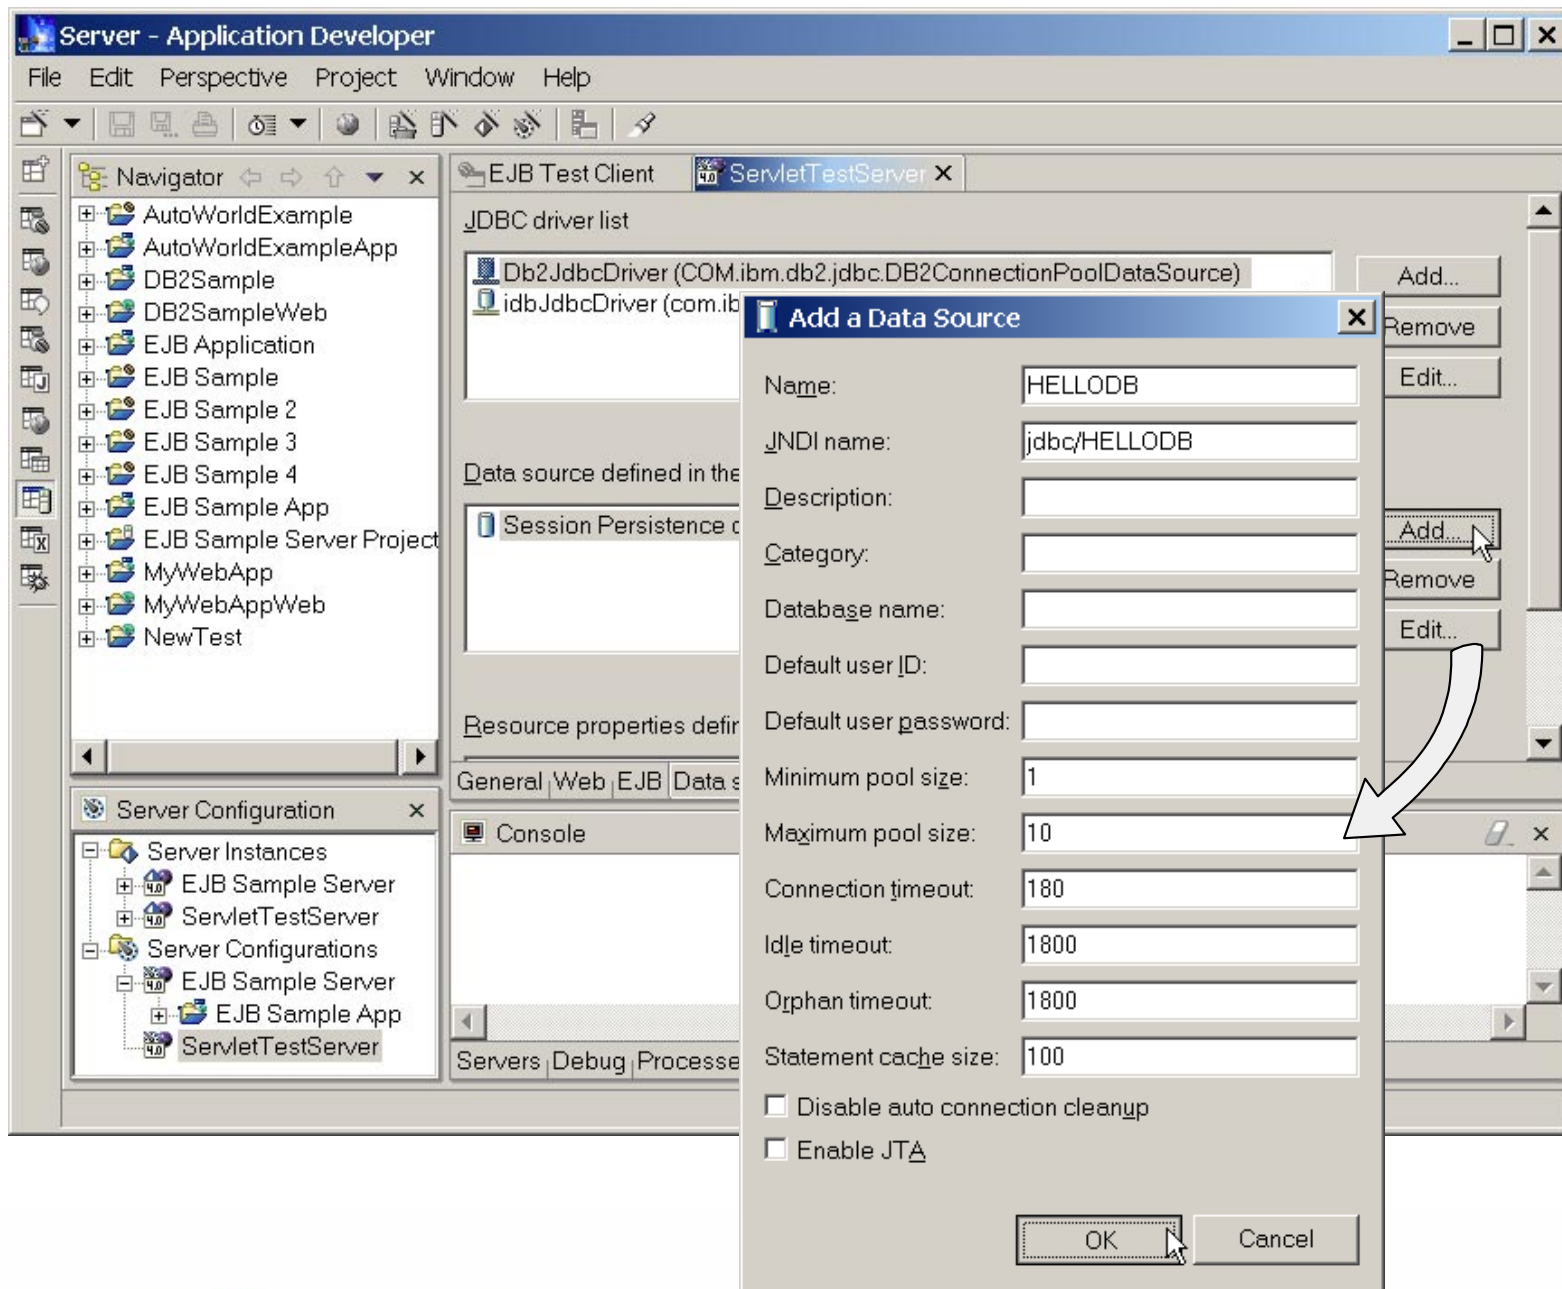 Server - Application Developer
File Edit Perspective Project Window Help
Navigator
AutoWorldExample
AutoWorldExampleApp
DB2Sample
DB2SampleWeb
EJB Application
EJB Sample
EJB Sample 2
EJB Sample 3
EJB Sample 4
EJB Sample App
EJB Sample Server Project
MyWebApp
MyWebAppWeb
NewTest
Server Configuration
Server Instances
EJB Sample Server
ServletTestServer
Server Configurations
EJB Sample Server
EJB Sample App
ServletTestServer
EJB Test Client ServletTestServer
JDBC driver list
Db2JdbcDriver (COM.ibm.db2.jdbc.DB2ConnectionPoolDataSource)
idbJdbcDriver (com.ib
Add...
Remove
Edit...
Data source defined in the
Session Persistence
Add...
Remove
Edit...
Resource properties defin
General Web EJB Data s
Console
Servers Debug Processe
Add a Data Source
Name: HELLODB
JNDI name: jdbc/HELLODB
Description:
Category:
Database name:
Default user ID:
Default user password:
Minimum pool size: 1
Maximum pool size: 10
Connection timeout: 180
Idle timeout: 1800
Orphan timeout: 1800
Statement cache size: 100
Disable auto connection cleanup
Enable JTA
OK Cancel